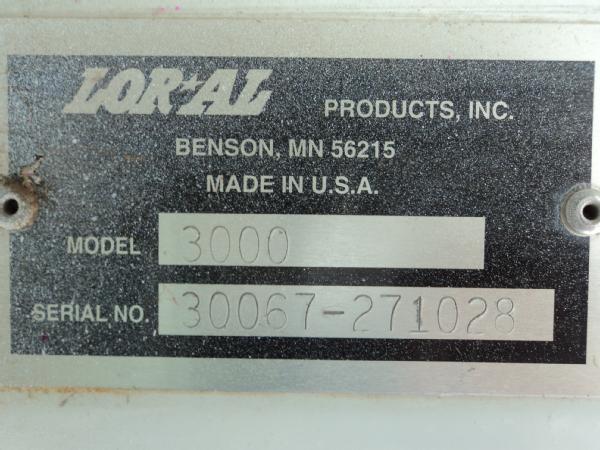 LOR★AL PRODUCTS, INC.
BENSON, MN 56215
MADE IN U.S.A.
MODEL 3000
SERIAL NO. 30067-271028